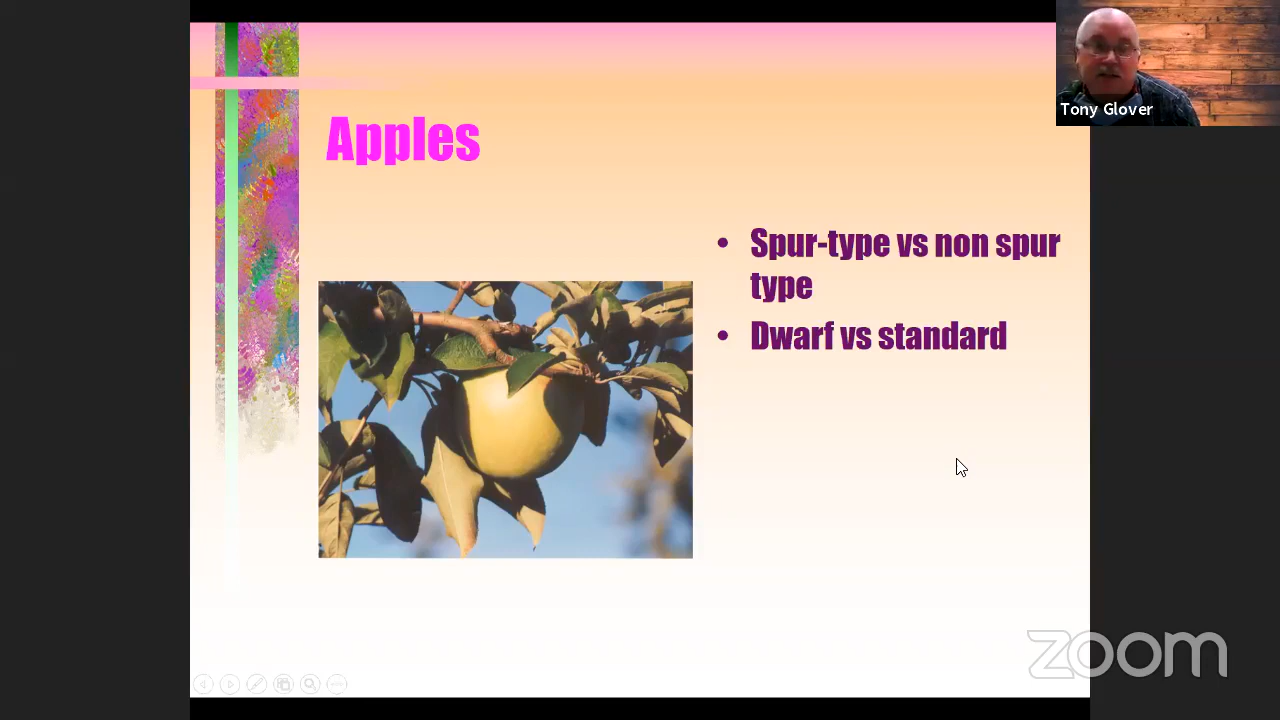 Tony Glover
Apples
• Spur-type vs non spur
type
• Dwarf vs standard
zoom